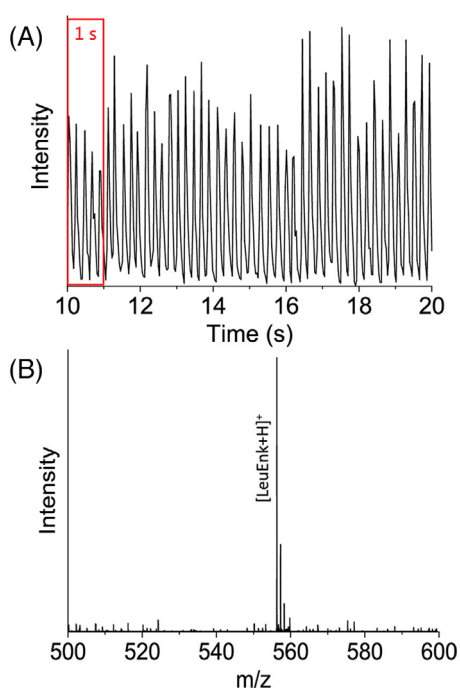 (A)
1 s
Intensity
10 12 14 16 18 20
Time (s)
(B)
[LeuEnk+H]⁺
Intensity
500 520 540 560 580 600
m/z